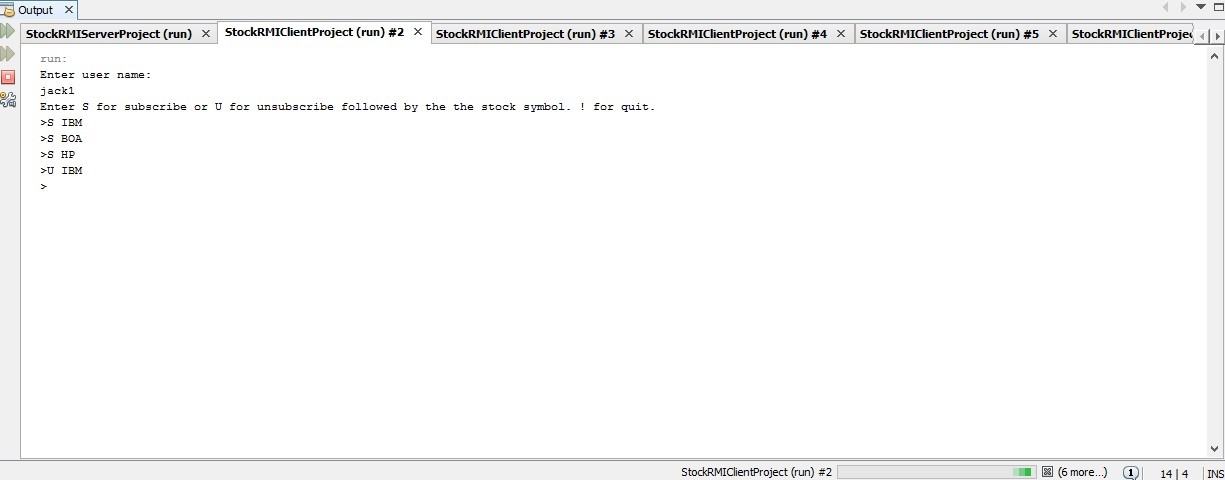 Output
StockRMIServerProject (run) StockRMIClientProject (run) #2 StockRMIClientProject (run) #3 StockRMIClientProject (run) #4 StockRMIClientProject (run) #5 StockRMIClientProjec
run:
Enter user name:
jack1
Enter S for subscribe or U for unsubscribe followed by the the stock symbol. ! for quit.
>S IBM
>S BOA
>S HP
>U IBM
>
StockRMIClientProject (run) #2 (6 more...) 1 14 | 4 INS